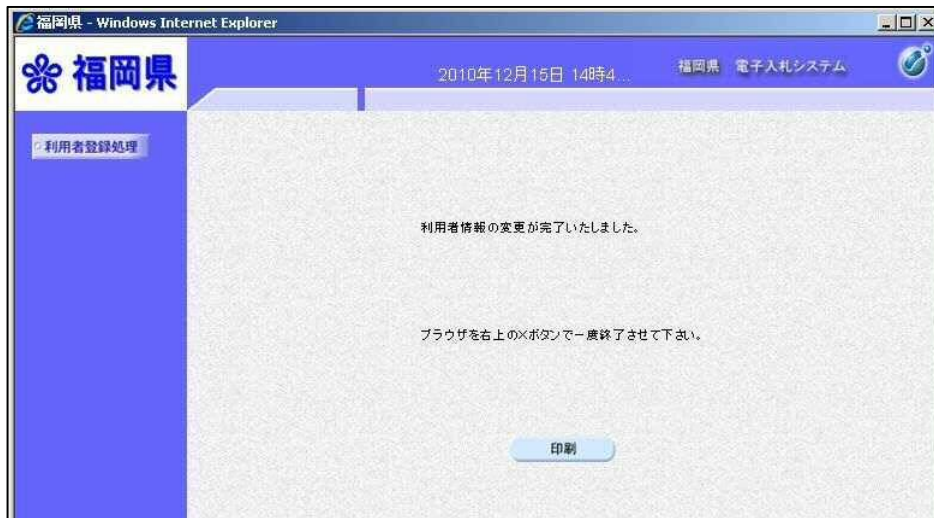 福岡県 - Windows Internet Explorer
福岡県
2010年12月15日 14時4...
福岡県 電子入札システム
利用者登録処理
利用者情報の変更が完了いたしました。
ブラウザを右上の×ボタンで一度終了させて下さい。
印刷